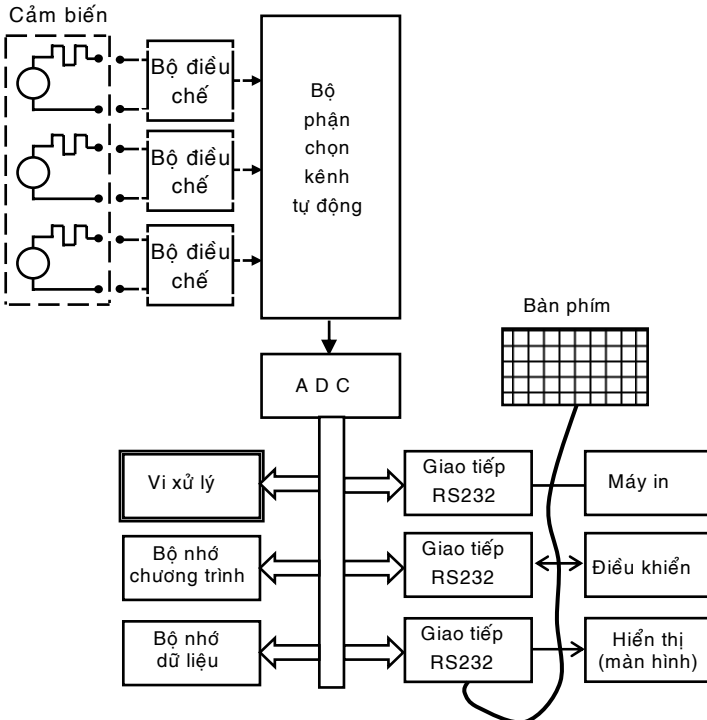 Cảm biến
Bộ điều
chế
Bộ điều
chế
Bộ điều
chế
Bộ
phận
chọn
kênh
tự động
A D C
Bàn phím
Vi xử lý
Giao tiếp
RS232
Máy in
Bộ nhớ
chương trình
Giao tiếp
RS232
Điều khiển
Bộ nhớ
dữ liệu
Giao tiếp
RS232
Hiển thị
(màn hình)